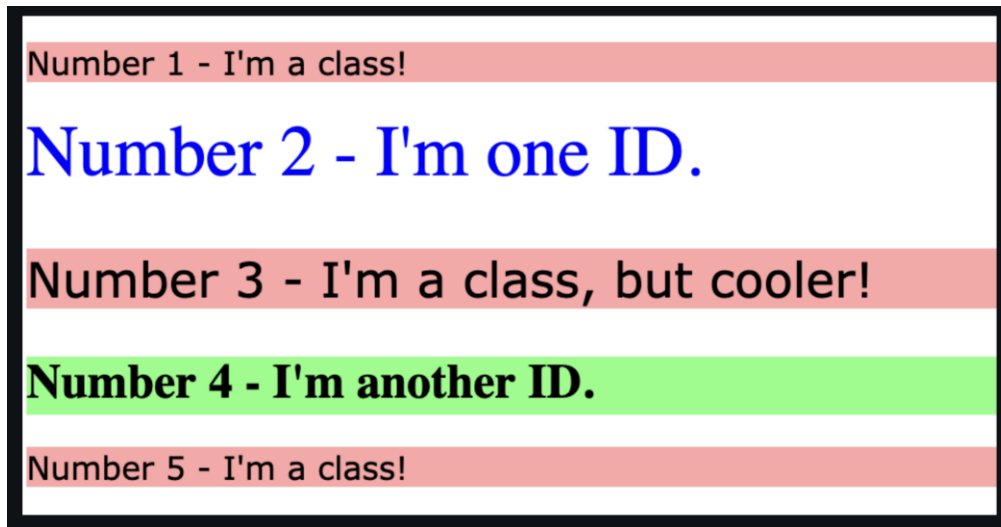 Number 1 - I'm a class!
Number 2 - I'm one ID.
Number 3 - I'm a class, but cooler!
Number 4 - I'm another ID.
Number 5 - I'm a class!